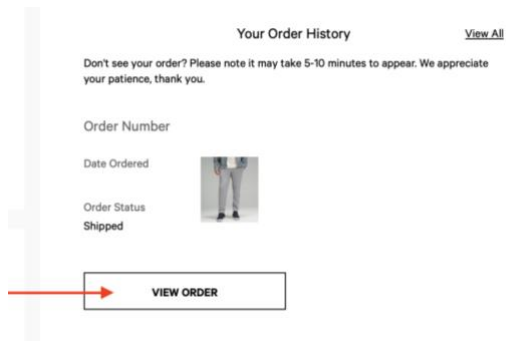 Your Order History
View All
Don't see your order? Please note it may take 5-10 minutes to appear. We appreciate
your patience, thank you.
Order Number
Date Ordered
Order Status
Shipped
VIEW ORDER